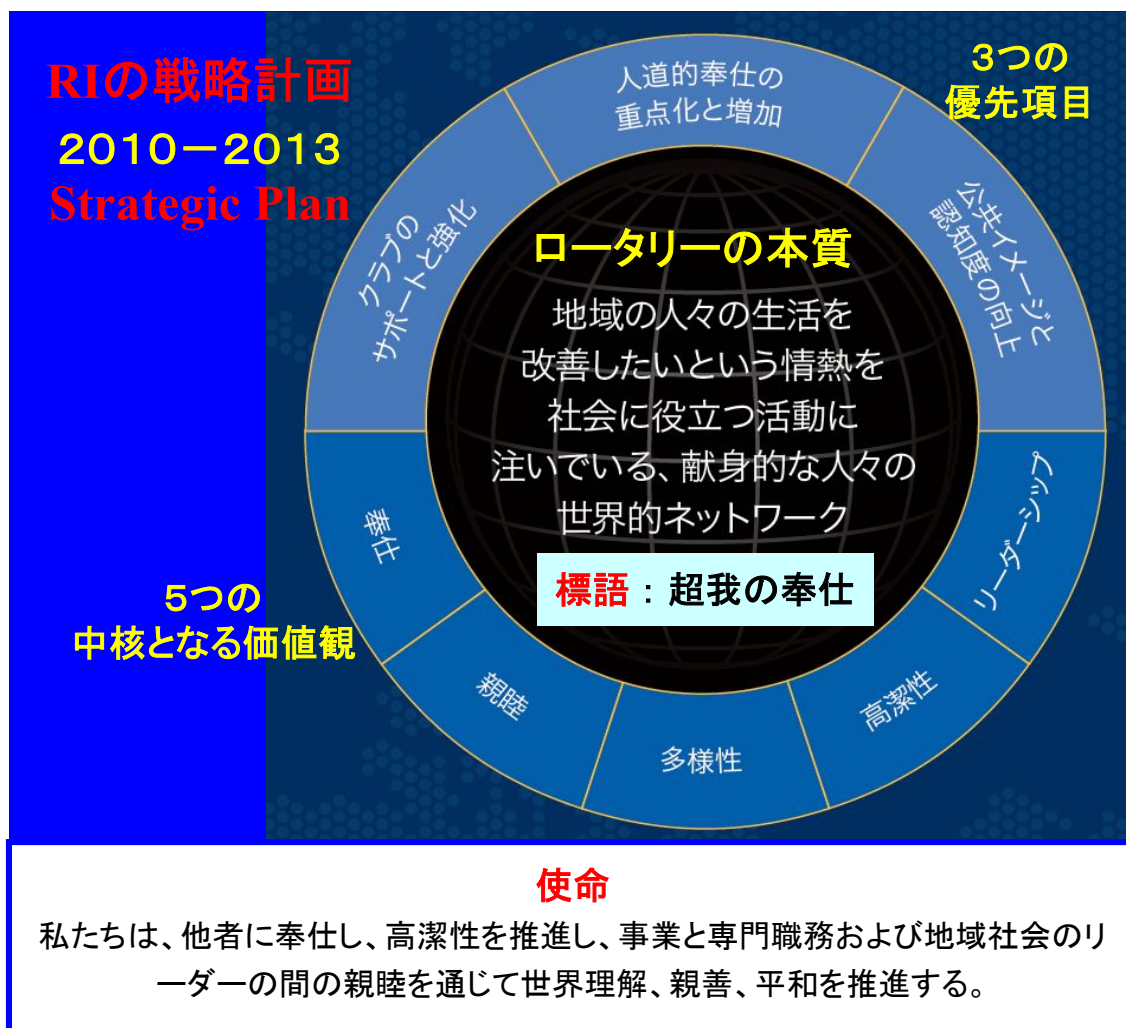 RIの戦略計画
２０１０－２０１３
Strategic Plan
３つの
優先項目
クラブの
サポートと強化
人道的奉仕の
重点化と増加
公共イメージと
認知度の向上
ロータリーの本質
地域の人々の生活を
改善したいという情熱を
社会に役立つ活動に
注いでいる、献身的な人々の
世界的ネットワーク
標語：超我の奉仕
５つの
中核となる価値観
奉仕
親睦
多様性
高潔性
リーダーシップ
使命
私たちは、他者に奉仕し、高潔性を推進し、事業と専門職務および地域社会のリ
ーダーの間の親睦を通じて世界理解、親善、平和を推進する。